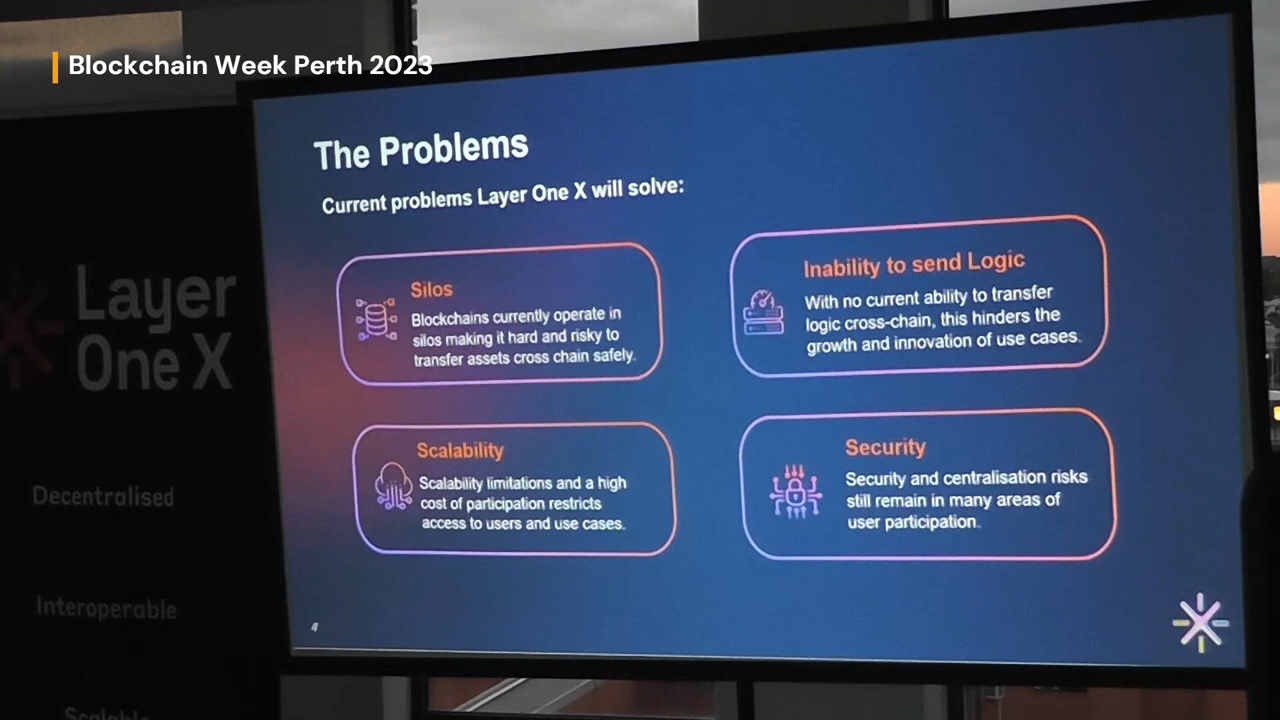 Blockchain Week Perth 2023
The Problems
Current problems Layer One X will solve:
Silos
Blockchains currently operate in
silos making it hard and risky to
transfer assets cross chain safely.
Inability to send Logic
With no current ability to transfer
logic cross-chain, this hinders the
growth and innovation of use cases.
Scalability
Scalability limitations and a high
cost of participation restricts
access to users and use cases.
Security
Security and centralisation risks
still remain in many areas of
user participation.
4
Layer
One X
Decentralised
Interoperable
Scalable